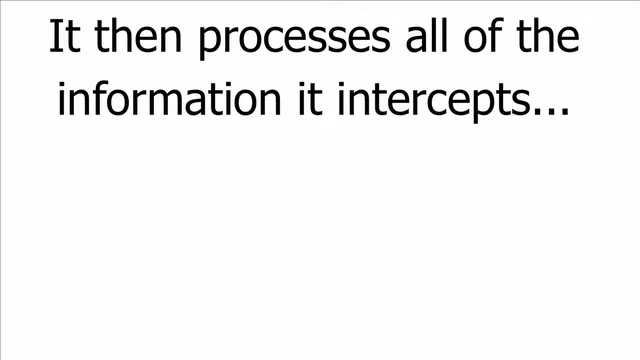 It then processes all of the
information it intercepts...